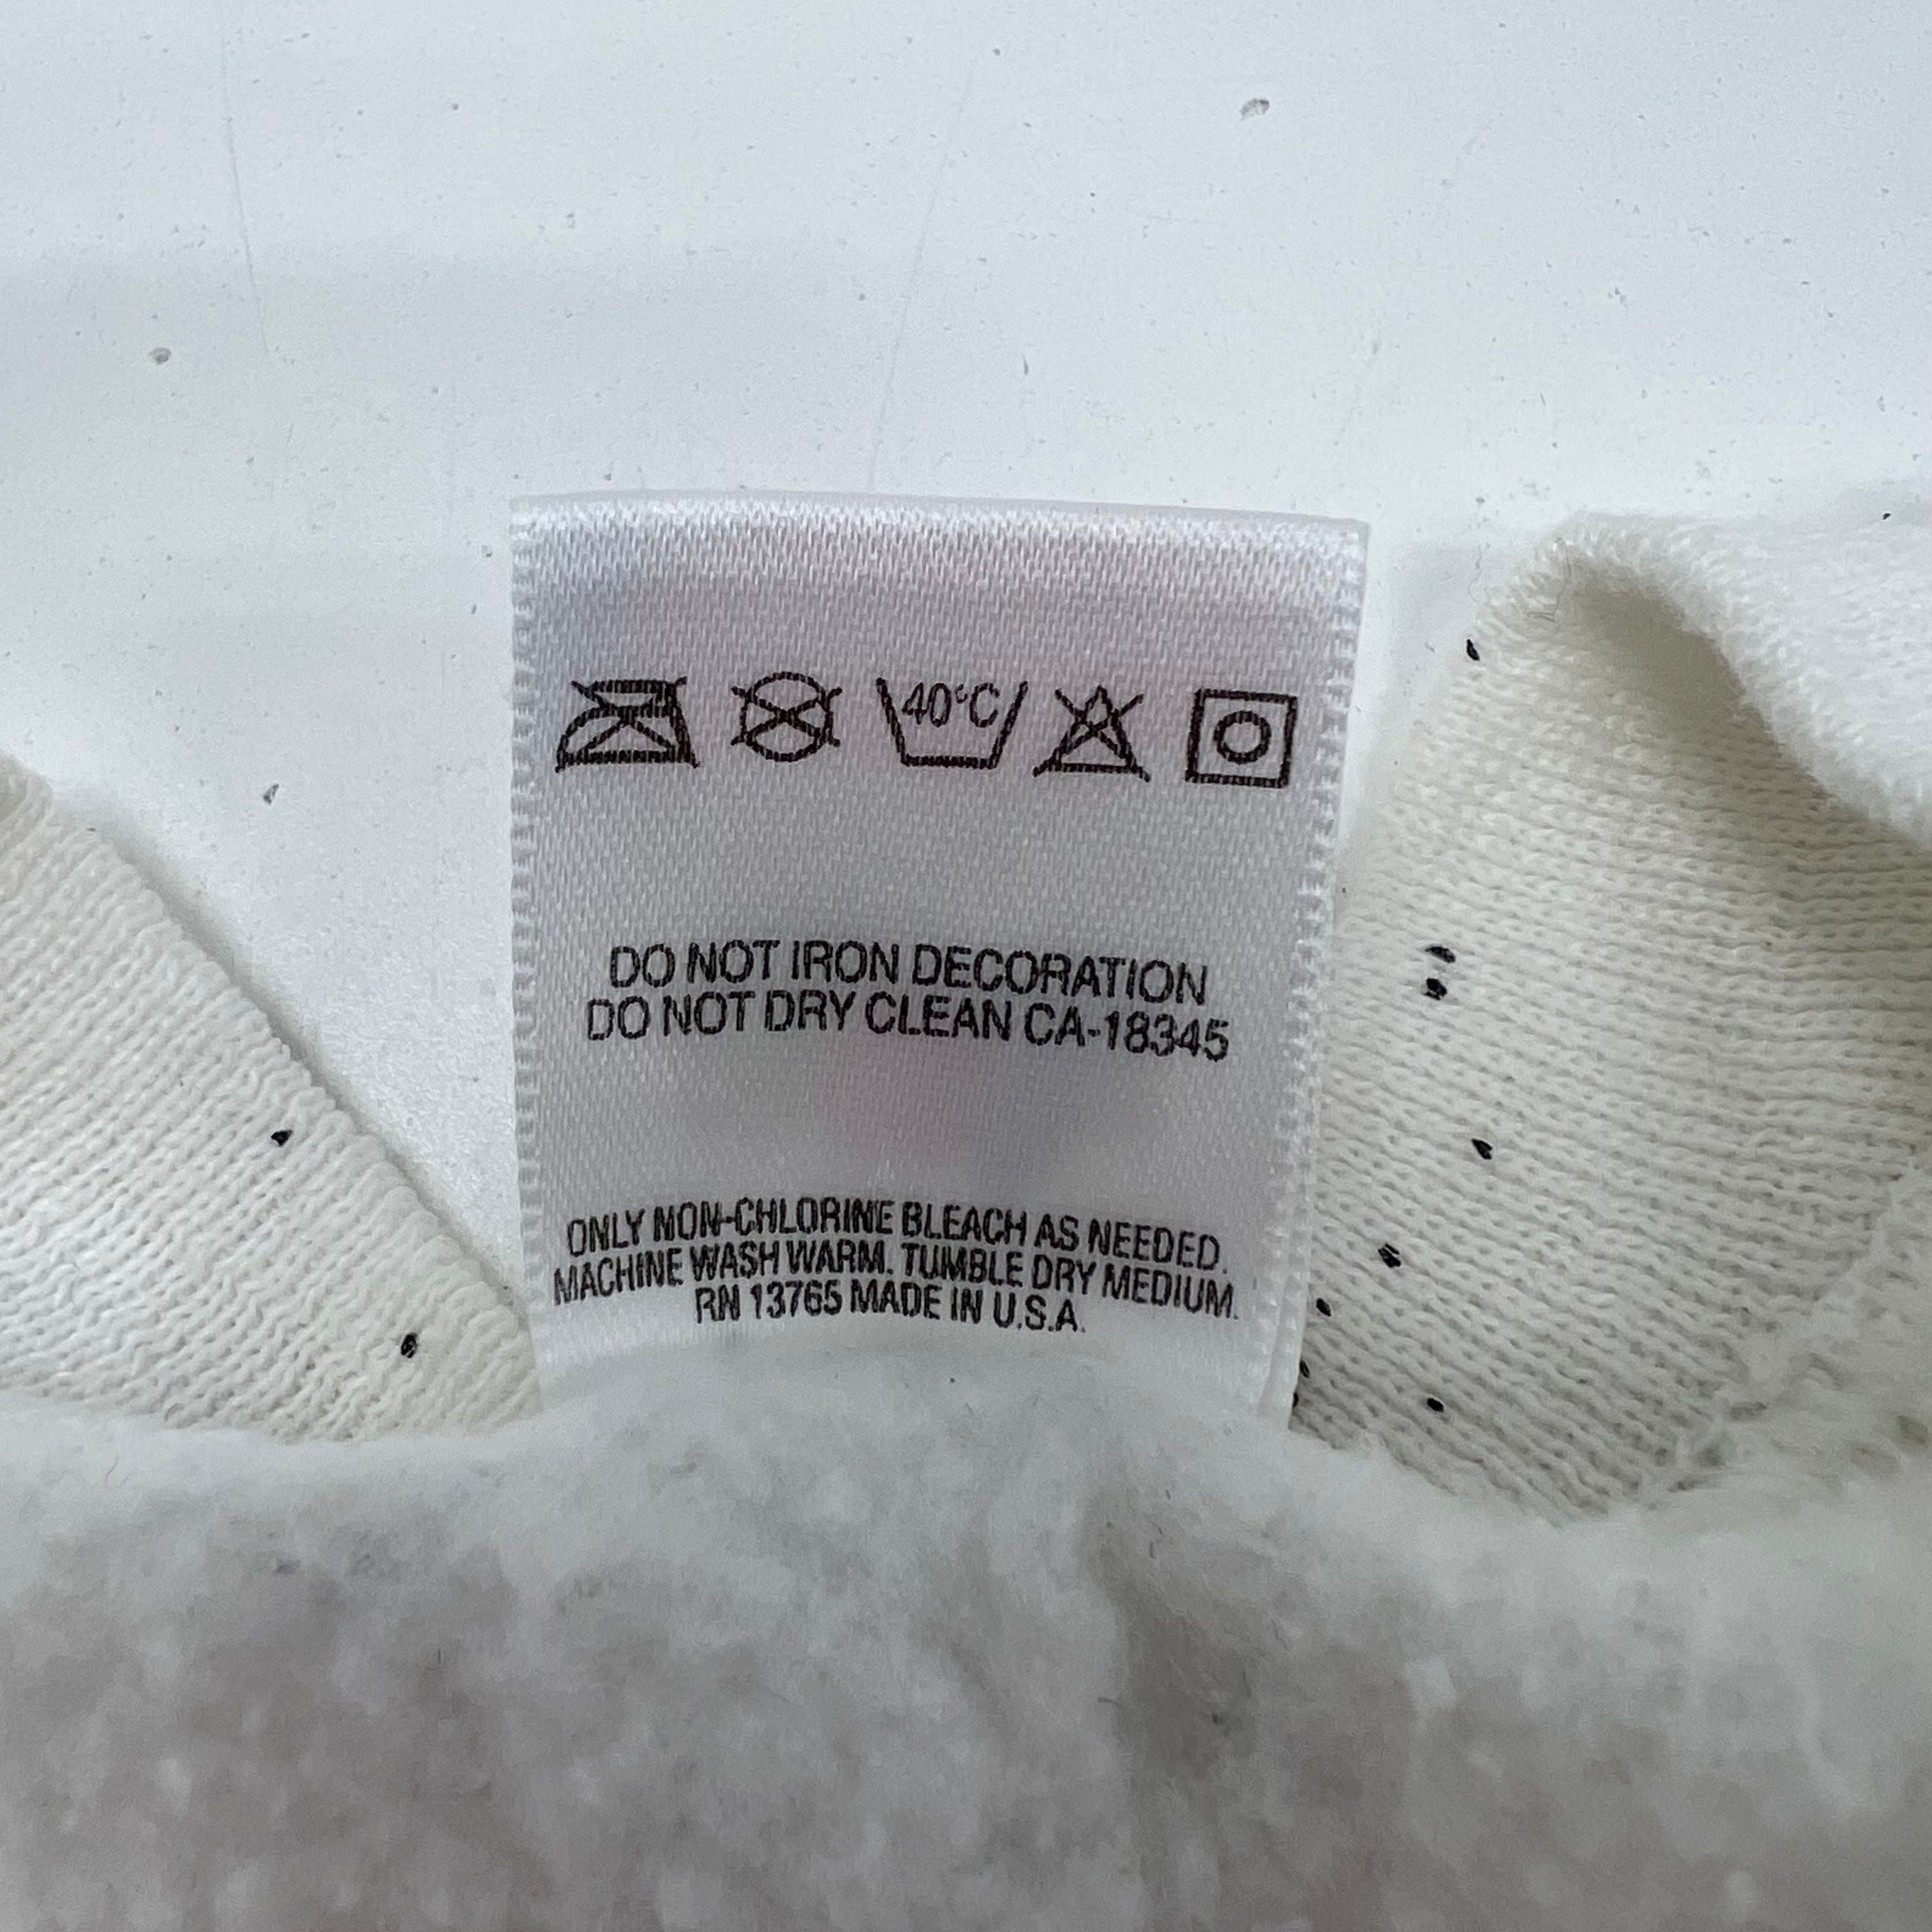 40°C
DO NOT IRON DECORATION
DO NOT DRY CLEAN CA-18345
ONLY NON-CHLORINE BLEACH AS NEEDED.
MACHINE WASH WARM. TUMBLE DRY MEDIUM.
RN 13765 MADE IN U.S.A.